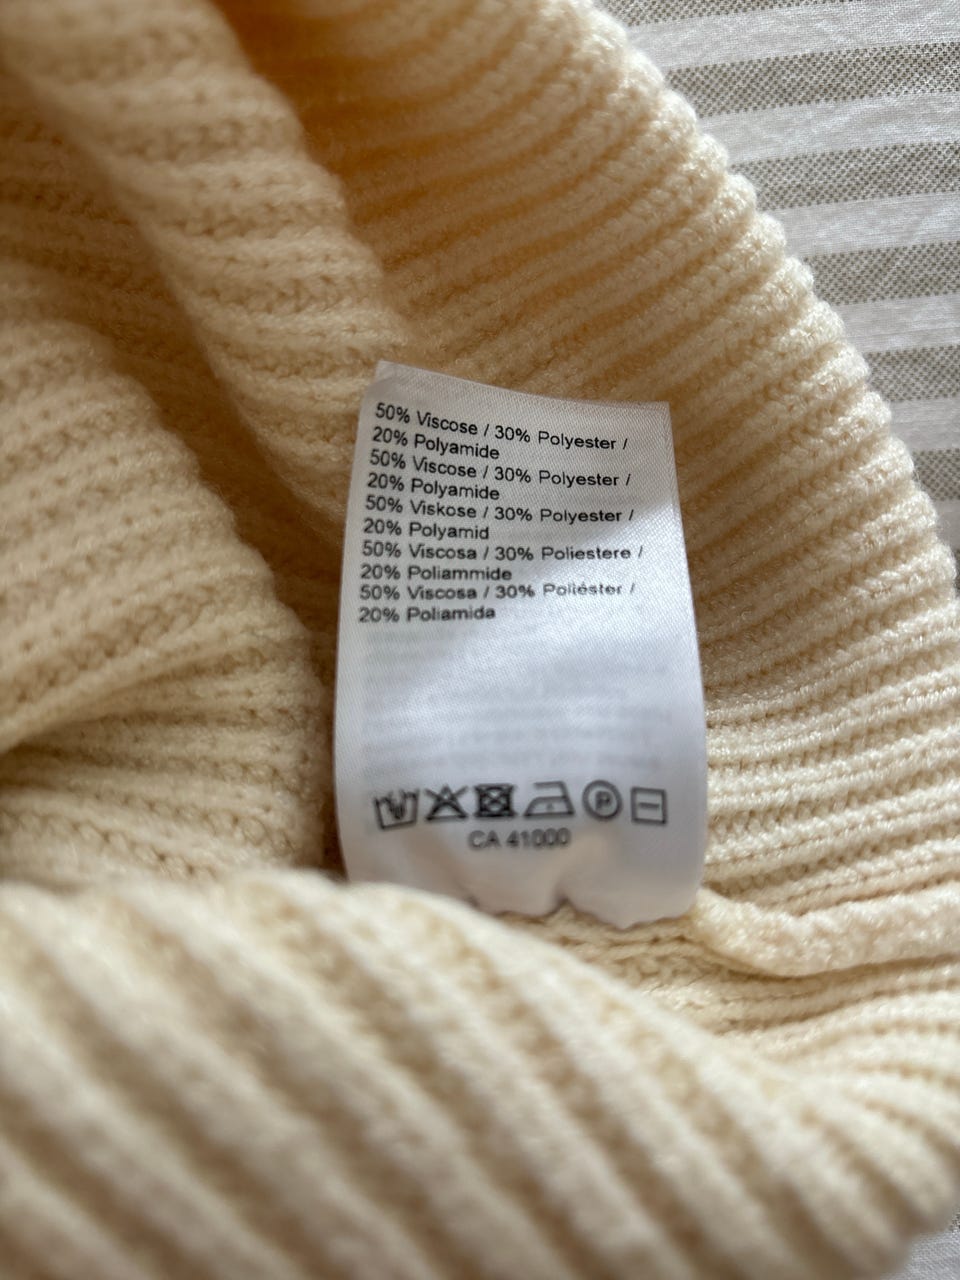 50% Viscose / 30% Polyester /
20% Polyamide
50% Viscose / 30% Polyester /
20% Polyamide
50% Viskose / 30% Polyester /
20% Polyamid
50% Viscosa / 30% Poliestere /
20% Poliammide
50% Viscosa / 30% Poliéster /
20% Poliamida
P
CA 41000